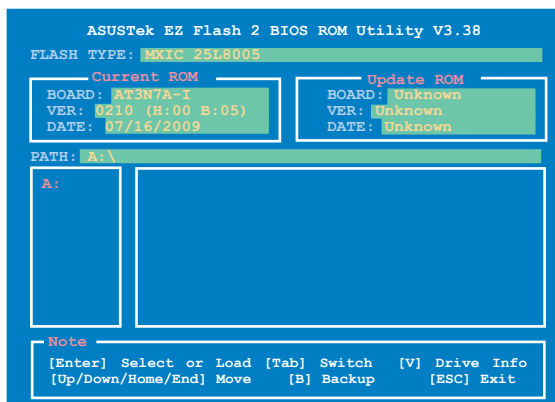 ASUSTek EZ Flash 2 BIOS ROM Utility V3.38
FLASH TYPE: MXIC 25L8005
Current ROM
BOARD: AT3N7A-I
VER: 0210 (H:00 B:05)
DATE: 07/16/2009
Update ROM
BOARD: Unknown
VER: Unknown
DATE: Unknown
PATH: A:\
A:
Note
[Enter] Select or Load [Tab] Switch [V] Drive Info
[Up/Down/Home/End] Move [B] Backup [ESC] Exit